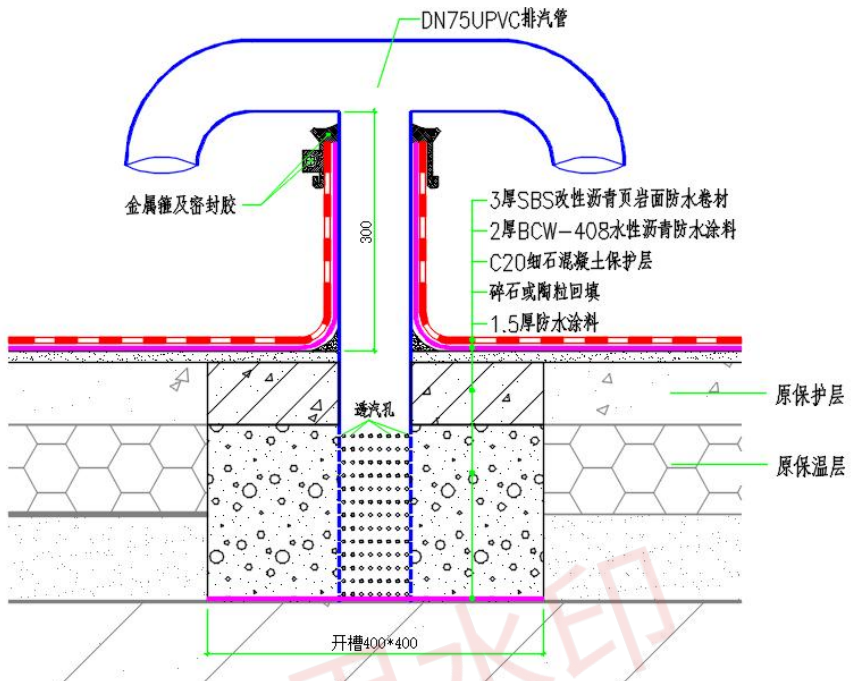 DN75UPVC排汽管
金属箍及密封胶
300
3厚SBS改性沥青页岩面防水卷材
2厚BCW-408水性沥青防水涂料
C20细石混凝土保护层
碎石或陶粒回填
1.5厚防水涂料
原保护层
透汽孔
原保温层
开槽400*400
水印